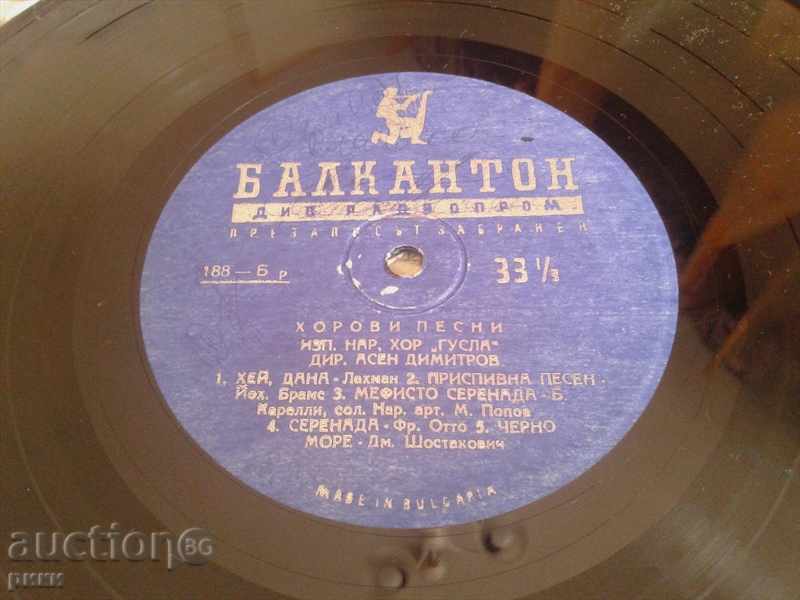 БАЛКАНТОН
ДИП РАДИОПРОМ
ПРЕЗАПИСЪТ ЗАБРАНЕН
188 – Б р
33 1/3
ХОРОВИ ПЕСНИ
ИЗП. НАР. ХОР „ГУСЛА"
ДИР. АСЕН ДИМИТРОВ
1. ХЕЙ, ДАНА - Лахман 2. ПРИСПИВНА ПЕСЕН -
Йох. Брамс 3. МЕФИСТО СЕРЕНАДА - Б.
Карелли, сол. Нар. арт. М. Попов
4. СЕРЕНАДА - Фр. Отто 5. ЧЕРНО
МОРЕ - Дм. Шостакович
MADE IN BULGARIA
auction BG